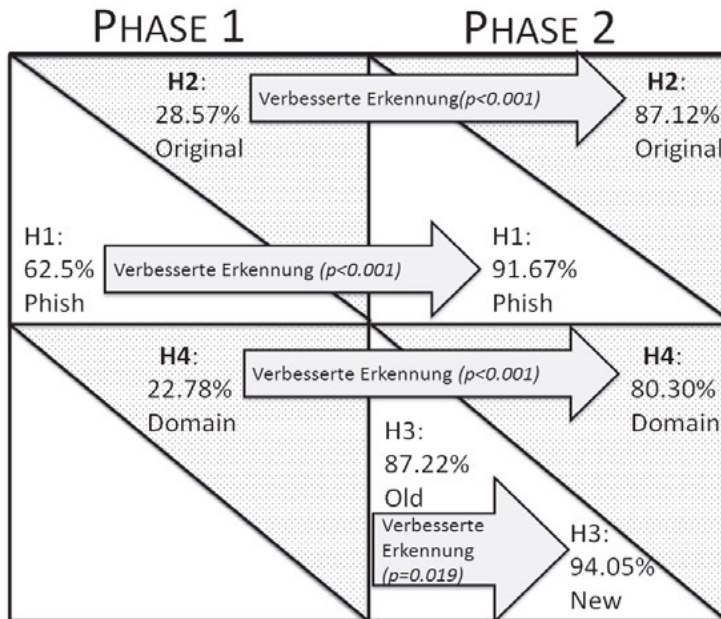 PHASE 1
PHASE 2
H2:
28.57%
Original
Verbesserte Erkennung(p<0.001)
H2:
87.12%
Original
H1:
62.5%
Phish
Verbesserte Erkennung (p<0.001)
H1:
91.67%
Phish
H4:
22.78%
Domain
Verbesserte Erkennung (p<0.001)
H4:
80.30%
Domain
H3:
87.22%
Old
Verbesserte
Erkennung
(p=0.019)
H3:
94.05%
New